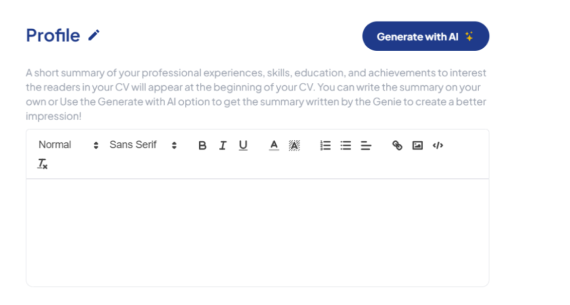 Profile
Generate with AI
A short summary of your professional experiences, skills, education, and achievements to interest
the readers in your CV will appear at the beginning of your CV. You can write the summary on your
own or Use the Generate with AI option to get the summary written by the Genie to create a better
impression!
Normal Sans Serif B I U A A